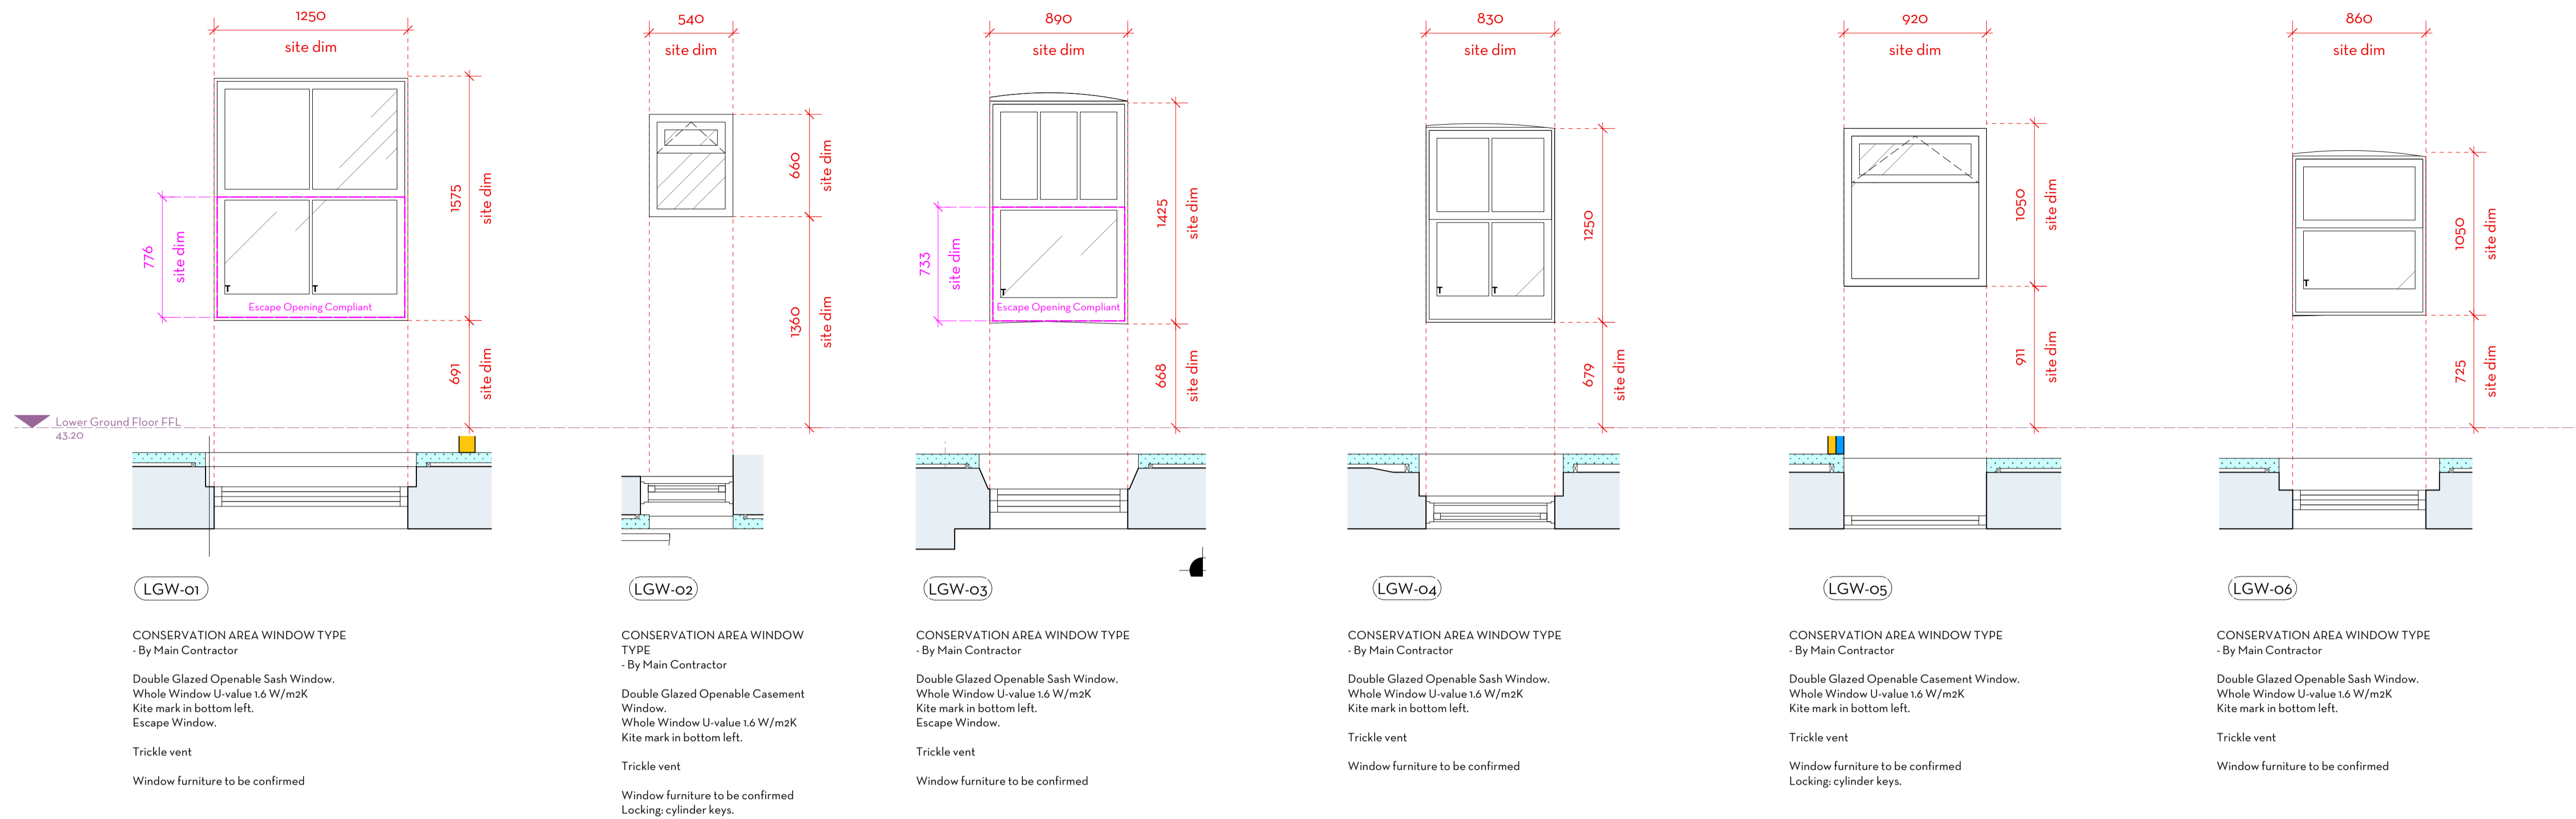 1250
site dim
540
site dim
890
site dim
830
site dim
920
site dim
860
site dim
1575
site dim
776
site dim
T
T
Escape Opening Compliant
691
site dim
660
site dim
1360
site dim
1425
site dim
733
site dim
T
Escape Opening Compliant
668
site dim
1250
T
T
679
site dim
1050
site dim
911
site dim
1050
site dim
T
725
site dim
Lower Ground Floor FFL
43.20
LGW-01
CONSERVATION AREA WINDOW TYPE
- By Main Contractor
Double Glazed Openable Sash Window.
Whole Window U-value 1.6 W/m2K
Kite mark in bottom left.
Escape Window.
Trickle vent
Window furniture to be confirmed
LGW-02
CONSERVATION AREA WINDOW
TYPE
- By Main Contractor
Double Glazed Openable Casement
Window.
Whole Window U-value 1.6 W/m2K
Kite mark in bottom left.
Trickle vent
Window furniture to be confirmed
Locking: cylinder keys.
LGW-03
CONSERVATION AREA WINDOW TYPE
- By Main Contractor
Double Glazed Openable Sash Window.
Whole Window U-value 1.6 W/m2K
Kite mark in bottom left.
Escape Window.
Trickle vent
Window furniture to be confirmed
LGW-04
CONSERVATION AREA WINDOW TYPE
- By Main Contractor
Double Glazed Openable Sash Window.
Whole Window U-value 1.6 W/m2K
Kite mark in bottom left.
Trickle vent
Window furniture to be confirmed
LGW-05
CONSERVATION AREA WINDOW TYPE
- By Main Contractor
Double Glazed Openable Casement Window.
Whole Window U-value 1.6 W/m2K
Kite mark in bottom left.
Trickle vent
Window furniture to be confirmed
Locking: cylinder keys.
LGW-06
CONSERVATION AREA WINDOW TYPE
- By Main Contractor
Double Glazed Openable Sash Window.
Whole Window U-value 1.6 W/m2K
Kite mark in bottom left.
Trickle vent
Window furniture to be confirmed